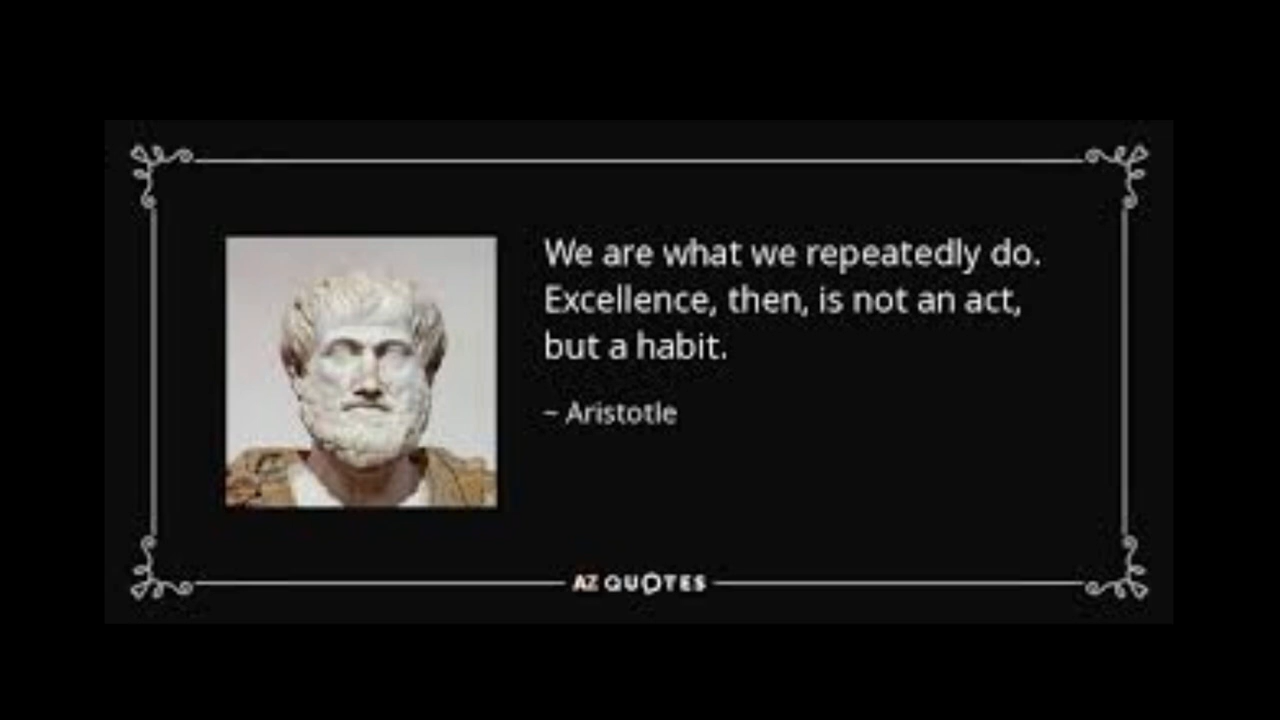 We are what we repeatedly do.
Excellence, then, is not an act,
but a habit.
~ Aristotle
AZ QUOTES